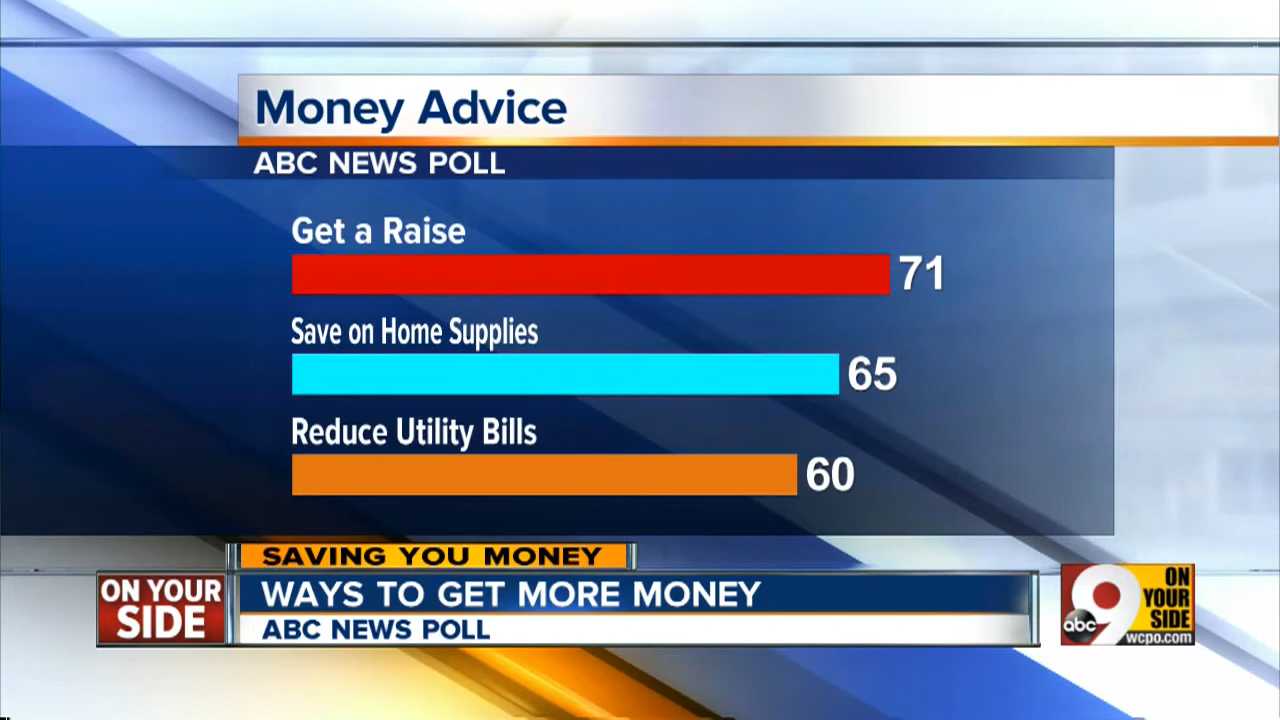 Money Advice
ABC NEWS POLL
Get a Raise
71
Save on Home Supplies
65
Reduce Utility Bills
60
SAVING YOU MONEY
ON YOUR
SIDE
WAYS TO GET MORE MONEY
ABC NEWS POLL
abc
9
ON
YOUR
SIDE
wcpo.com